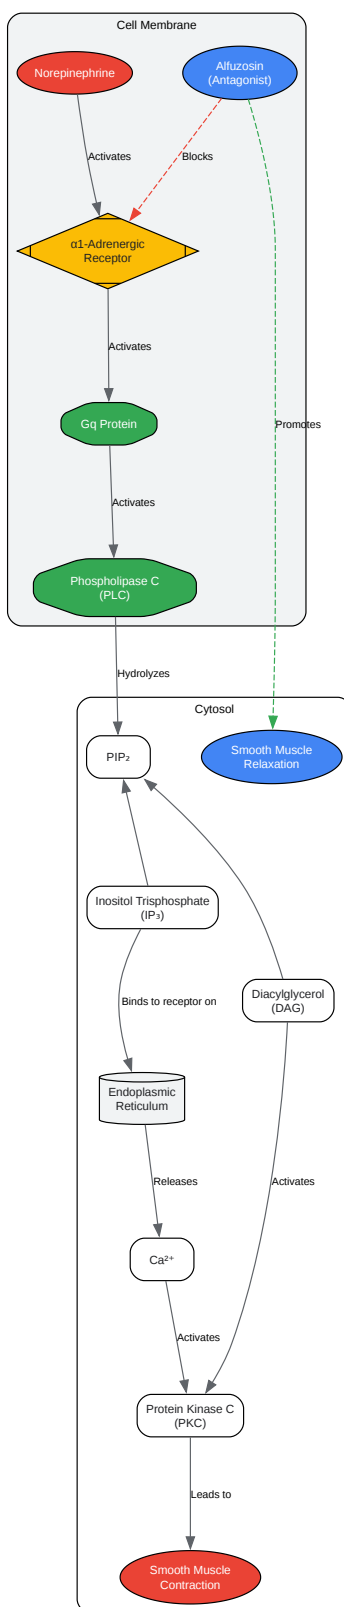 Cell Membrane
Norepinephrine
Alfuzosin
(Antagonist)
Activates
Blocks
α1-Adrenergic
Receptor
Activates
Gq Protein
Promotes
Activates
Phospholipase C
(PLC)
Hydrolyzes
Cytosol
PIP₂
Smooth Muscle
Relaxation
Inositol Trisphosphate
(IP₃)
Diacylglycerol
(DAG)
Binds to receptor on
Endoplasmic
Reticulum
Releases
Activates
Ca²⁺
Activates
Protein Kinase C
(PKC)
Leads to
Smooth Muscle
Contraction